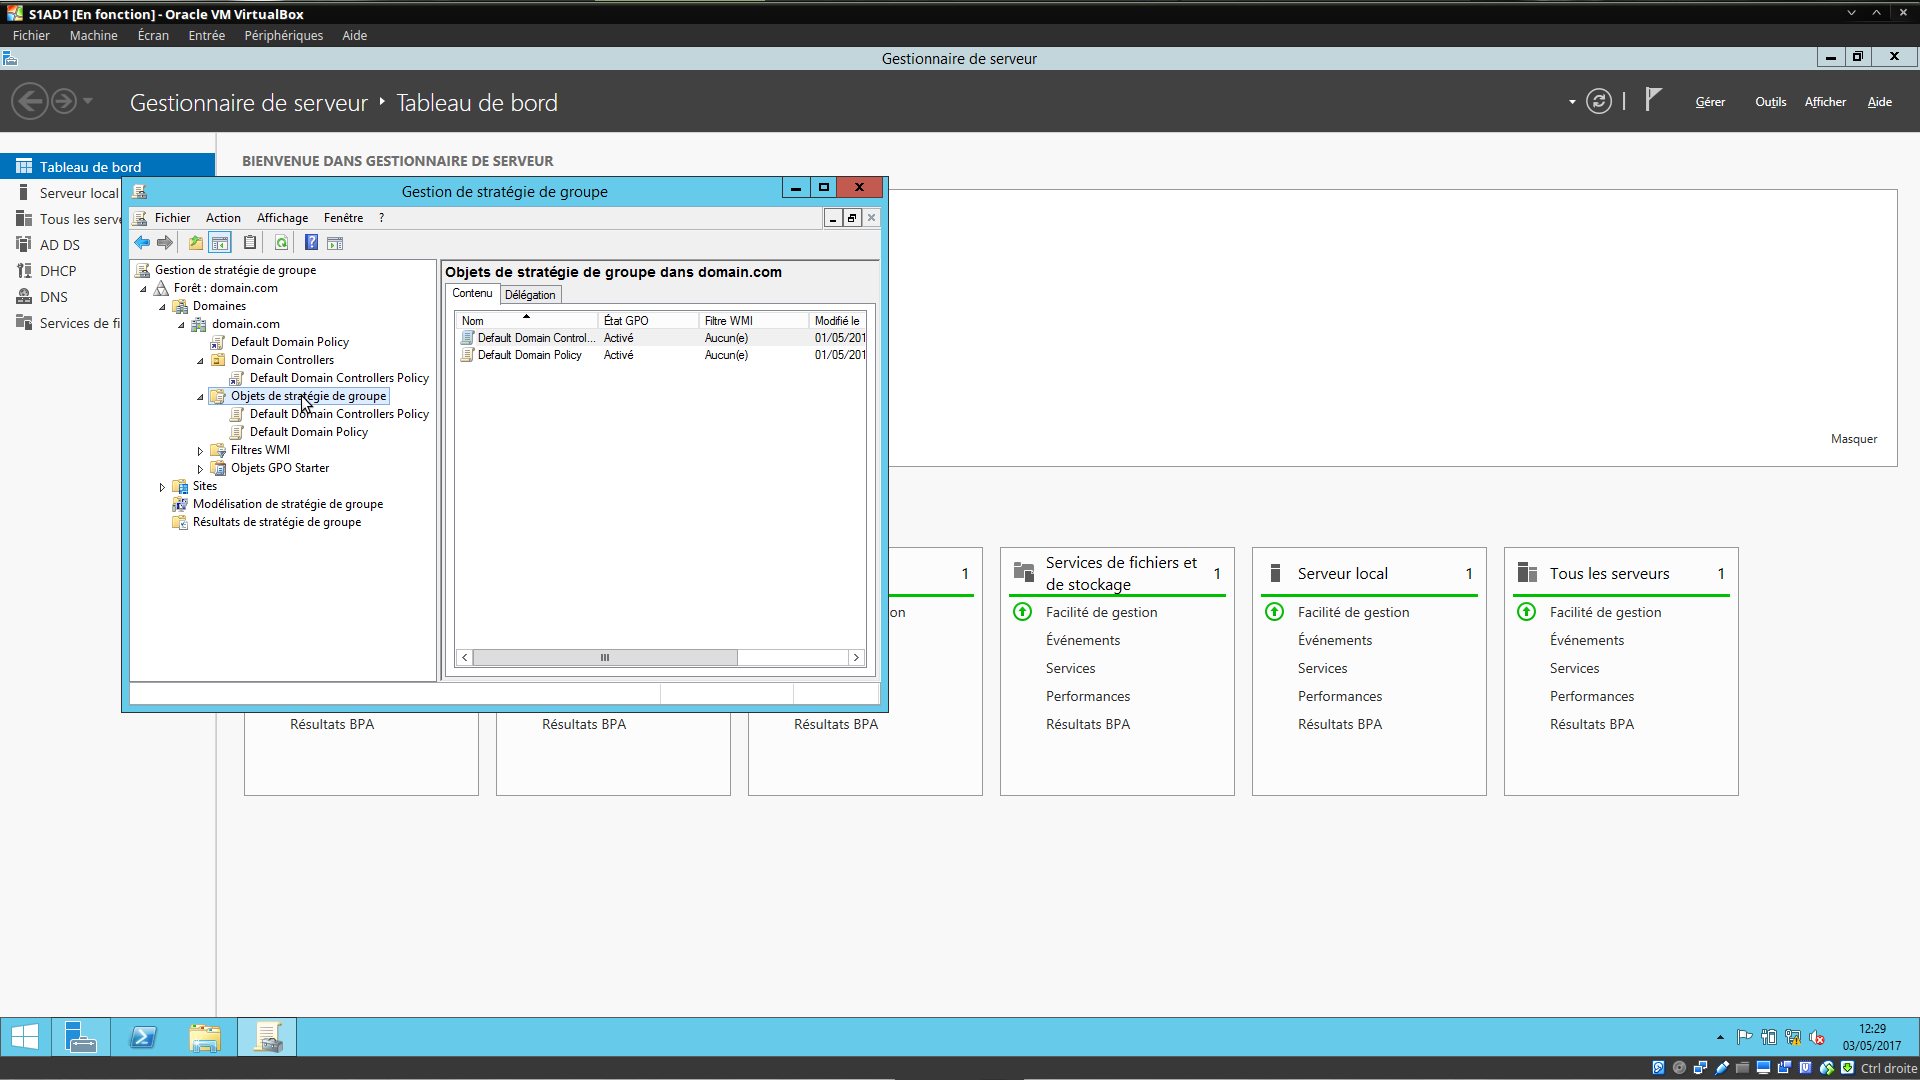 S1AD1 [En fonction] - Oracle VM VirtualBox
Fichier Machine Écran Entrée Périphériques Aide
Gestionnaire de serveur
Gestionnaire de serveur ‣ Tableau de bord
Gérer Outils Afficher Aide
Tableau de bord
Serveur local
Tous les serve
AD DS
DHCP
DNS
Services de fi
BIENVENUE DANS GESTIONNAIRE DE SERVEUR
Gestion de stratégie de groupe
Fichier Action Affichage Fenêtre ?
Gestion de stratégie de groupe
Forêt : domain.com
Domaines
domain.com
Default Domain Policy
Domain Controllers
Default Domain Controllers Policy
Objets de stratégie de groupe
Default Domain Controllers Policy
Default Domain Policy
Filtres WMI
Objets GPO Starter
Sites
Modélisation de stratégie de groupe
Résultats de stratégie de groupe
Objets de stratégie de groupe dans domain.com
Contenu Délégation
Nom État GPO Filtre WMI Modifié le
Default Domain Control... Activé Aucun(e) 01/05/201
Default Domain Policy Activé Aucun(e) 01/05/201
Masquer
1
on
Résultats BPA
Résultats BPA
Résultats BPA
Services de fichiers et de stockage 1
Facilité de gestion
Événements
Services
Performances
Résultats BPA
Serveur local 1
Facilité de gestion
Événements
Services
Performances
Résultats BPA
Tous les serveurs 1
Facilité de gestion
Événements
Services
Performances
Résultats BPA
12:29
03/05/2017
Ctrl droite